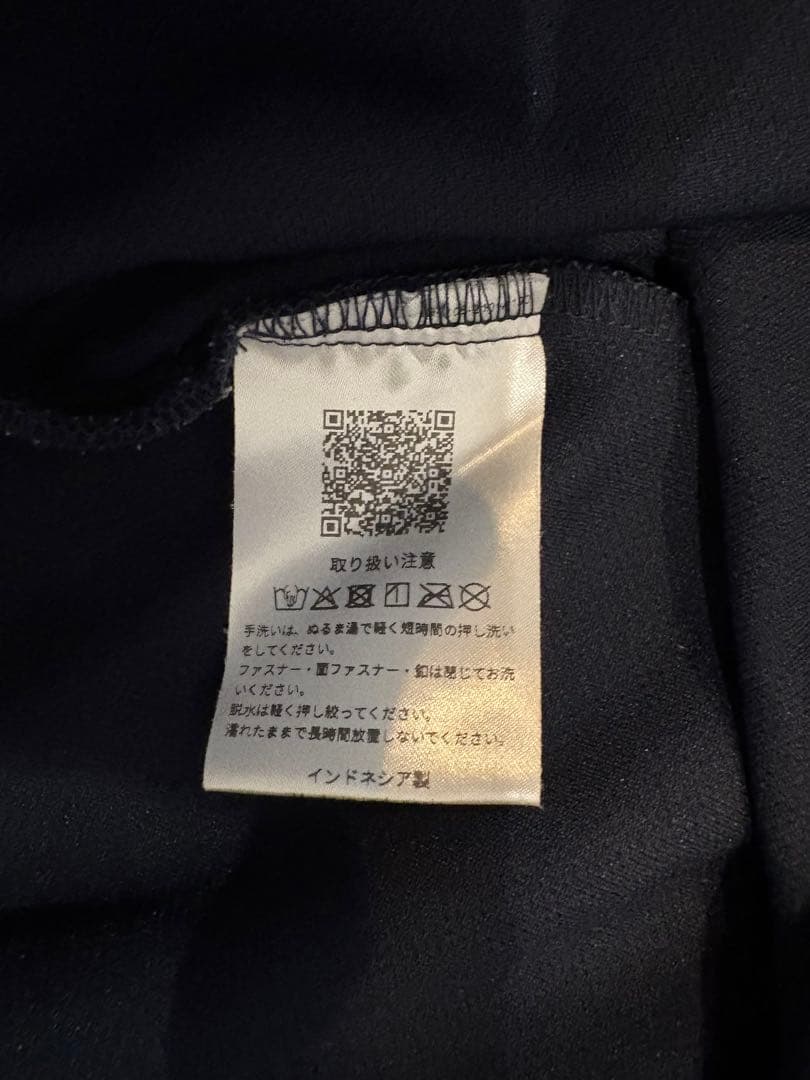 取り扱い注意
手洗いは、ぬるま湯で軽く短時間の押し洗い
をしてください。
ファスナー・面ファスナー・釦は閉じてお洗
いください。
脱水は軽く押し絞ってください。
濡れたままで長時間放置しないでください。
インドネシア製